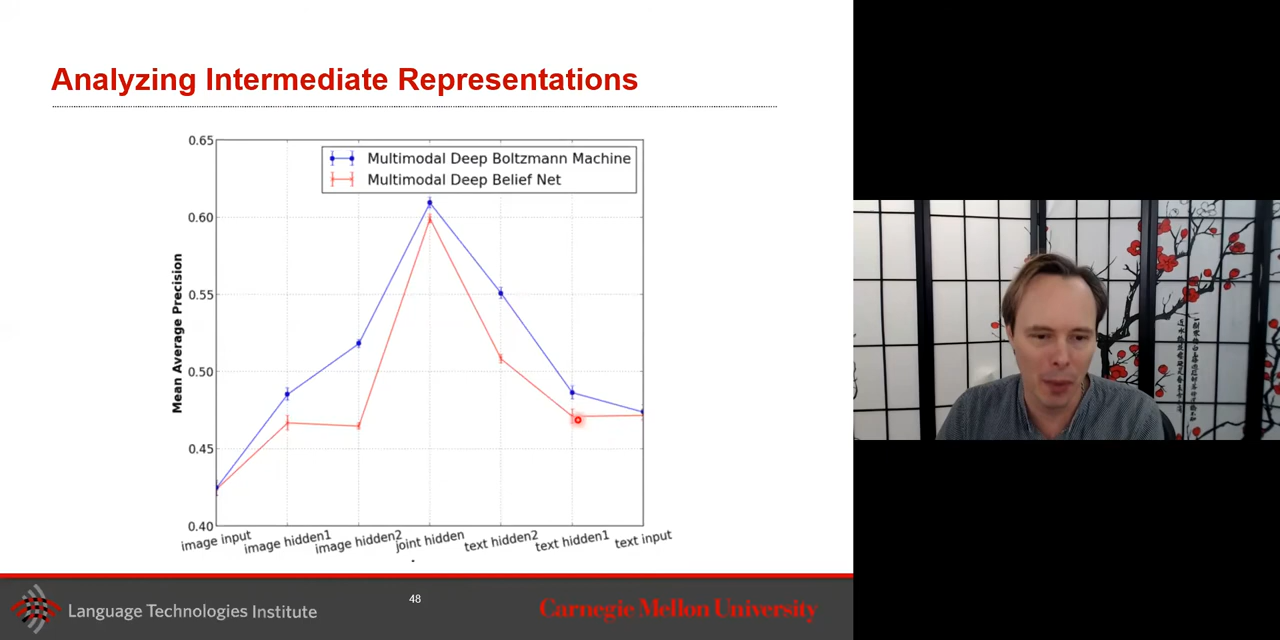 Analyzing Intermediate Representations
0.65
0.60
0.55
0.50
0.45
0.40
Mean Average Precision
Multimodal Deep Boltzmann Machine
Multimodal Deep Belief Net
image input
image hidden1
image hidden2
joint hidden
text hidden2
text hidden1
text input
Language Technologies Institute
48
Carnegie Mellon University